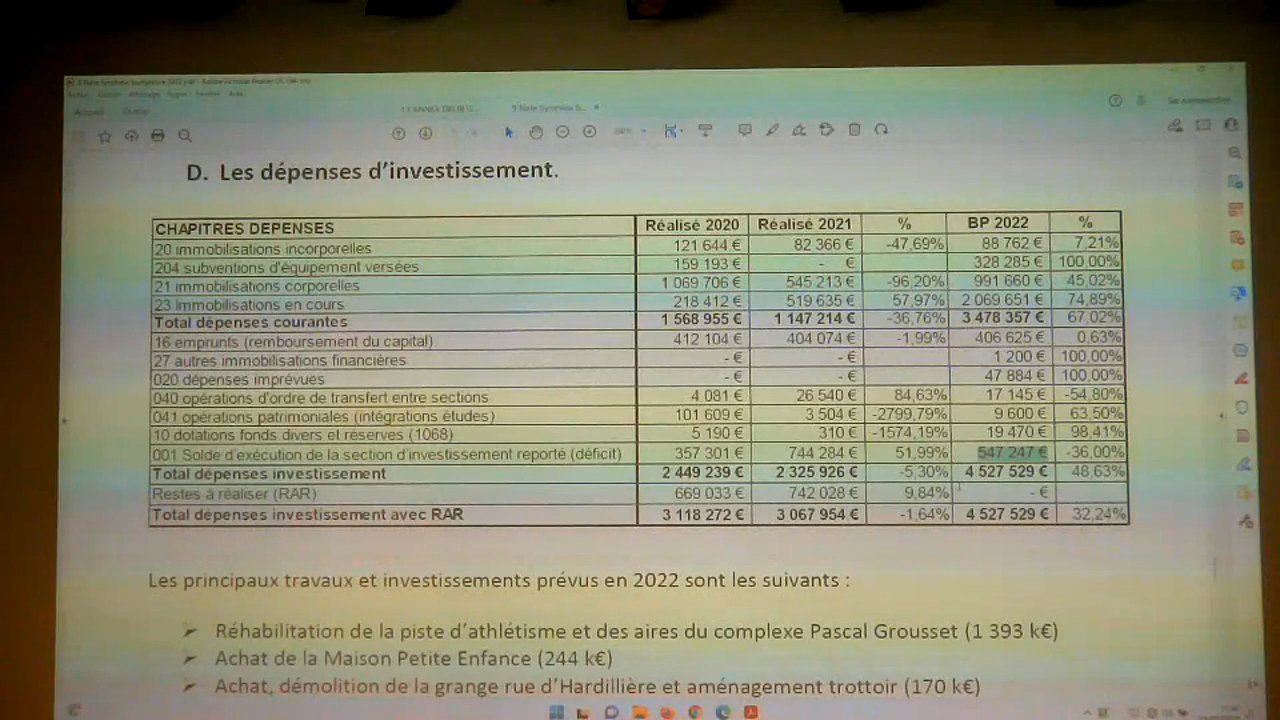 Accueil Outils
5 Note Synthèse b...
Se connecter
D. Les dépenses d'investissement.
CHAPITRES DEPENSES Réalisé 2020 Réalisé 2021 % BP 2022 %
20 immobilisations incorporelles 121 644 € 82 366 € -47,69% 88 762 € 7,21%
204 subventions d'équipement versées 159 193 € - € 328 285 € 100,00%
21 immobilisations corporelles 1 069 706 € 545 213 € -96,20% 991 660 € 45,02%
23 Immobilisations en cours 218 412 € 519 635 € 57,97% 2 069 651 € 74,89%
Total dépenses courantes 1 568 955 € 1 147 214 € -36,76% 3 478 357 € 67,02%
16 emprunts (remboursement du capital) 412 104 € 404 074 € -1,99% 406 625 € 0,63%
27 autres immobilisations financières - € - € 1 200 € 100,00%
020 dépenses imprévues - € - € 47 884 € 100,00%
040 opérations d'ordre de transfert entre sections 4 081 € 26 540 € 84,63% 17 145 € -54,80%
041 opérations patrimoniales (intégrations études) 101 609 € 3 504 € -2799,79% 9 600 € 63,50%
10 dotations fonds divers et réserves (1068) 5 190 € 310 € -1574,19% 19 470 € 98,41%
001 Solde d'exécution de la section d'investissement reporté (déficit) 357 301 € 744 284 € 51,99% 547 247 € -36,00%
Total dépenses investissement 2 449 239 € 2 325 926 € -5,30% 4 527 529 € 48,63%
Restes à réaliser (RAR) 669 033 € 742 028 € 9,84% - €
Total dépenses investissement avec RAR 3 118 272 € 3 067 954 € -1,64% 4 527 529 € 32,24%
Les principaux travaux et investissements prévus en 2022 sont les suivants :
➢ Réhabilitation de la piste d'athlétisme et des aires du complexe Pascal Grousset (1 393 k€)
➢ Achat de la Maison Petite Enfance (244 k€)
➢ Achat, démolition de la grange rue d'Hardillière et aménagement trottoir (170 k€)